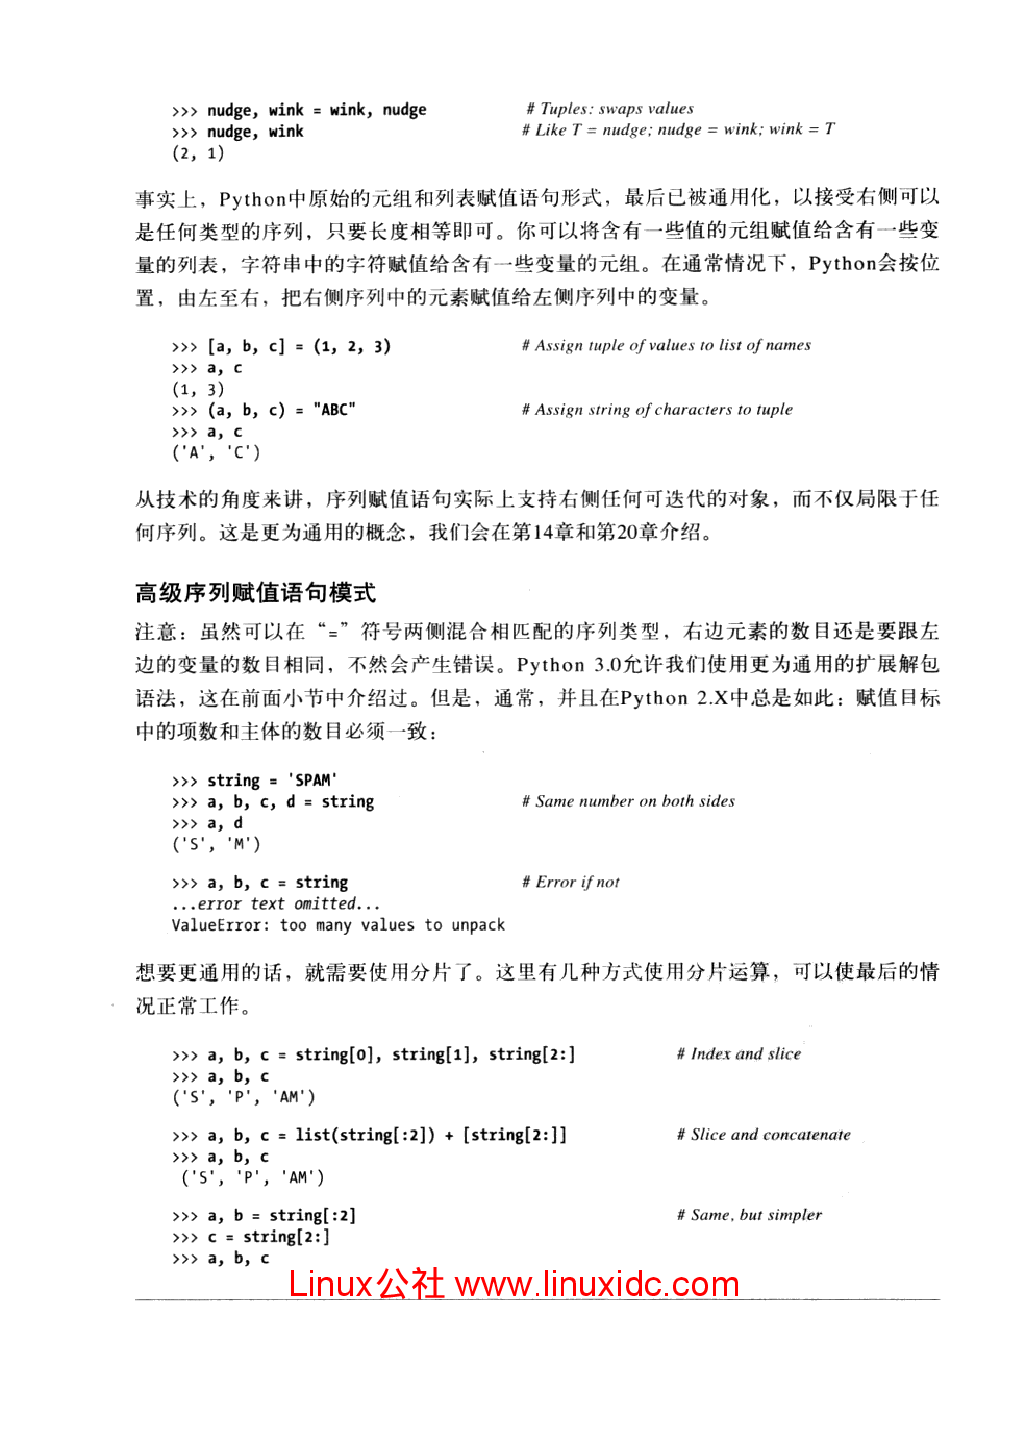 >>> nudge, wink = wink, nudge # Tuples: swaps values
>>> nudge, wink # Like T = nudge; nudge = wink; wink = T
(2, 1)
事实上，Python中原始的元组和列表赋值语句形式，最后已被通用化，以接受右侧可以
是任何类型的序列，只要长度相等即可。你可以将含有一些值的元组赋值给含有一些变
量的列表，字符串中的字符赋值给含有一些变量的元组。在通常情况下，Python会按位
置，由左至右，把右侧序列中的元素赋值给左侧序列中的变量。
>>> [a, b, c] = (1, 2, 3) # Assign tuple of values to list of names
>>> a, c
(1, 3)
>>> (a, b, c) = "ABC" # Assign string of characters to tuple
>>> a, c
('A', 'C')
从技术的角度来讲，序列赋值语句实际上支持右侧任何可迭代的对象，而不仅局限于任
何序列。这是更为通用的概念，我们会在第14章和第20章介绍。
高级序列赋值语句模式
注意：虽然可以在“=”符号两侧混合相匹配的序列类型，右边元素的数目还是要跟左
边的变量的数目相同，不然会产生错误。Python 3.0允许我们使用更为通用的扩展解包
语法，这在前面小节中介绍过。但是，通常，并且在Python 2.X中总是如此：赋值目标
中的项数和主体的数目必须一致：
>>> string = 'SPAM'
>>> a, b, c, d = string # Same number on both sides
>>> a, d
('S', 'M')
>>> a, b, c = string # Error if not
...error text omitted...
ValueError: too many values to unpack
想要更通用的话，就需要使用分片了。这里有几种方式使用分片运算，可以使最后的情
况正常工作。
>>> a, b, c = string[0], string[1], string[2:] # Index and slice
>>> a, b, c
('S', 'P', 'AM')
>>> a, b, c = list(string[:2]) + [string[2:]] # Slice and concatenate
>>> a, b, c
('S', 'P', 'AM')
>>> a, b = string[:2] # Same, but simpler
>>> c = string[2:]
>>> a, b, c
Linux公社 www.linuxidc.com